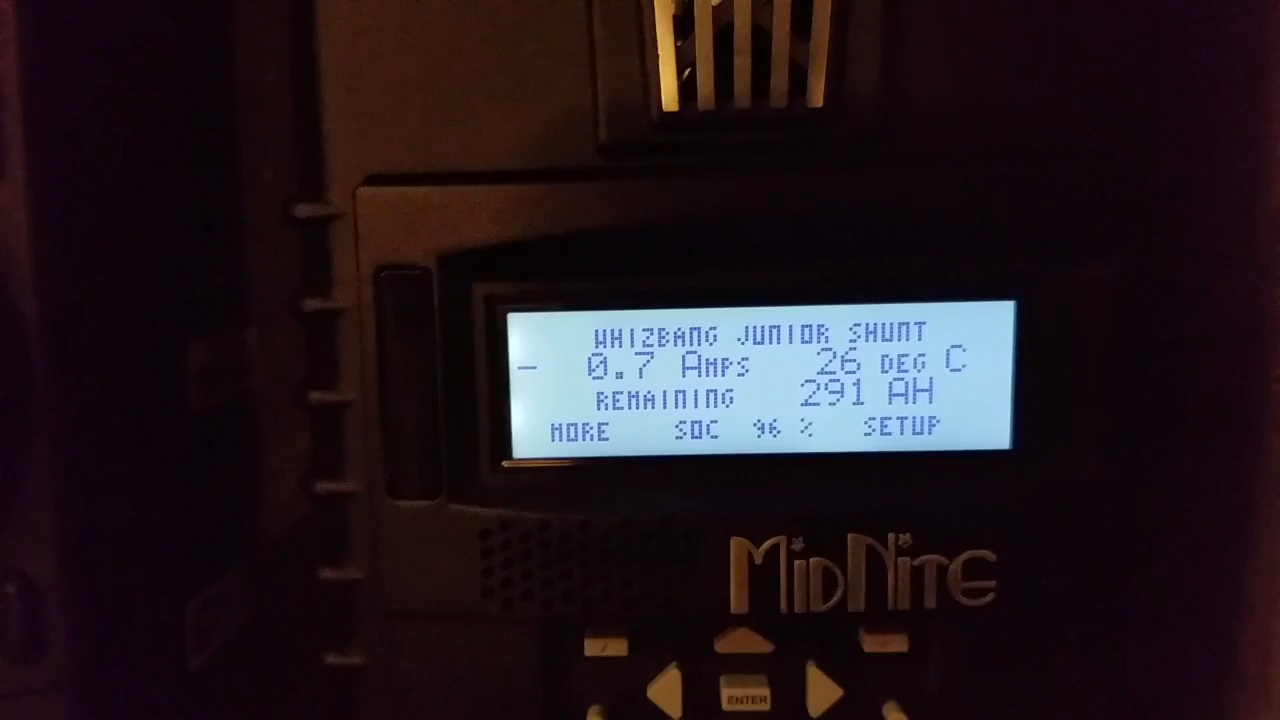 WHIZBANG JUNIOR SHUNT
- 0.7 AMPS 26 DEG C
REMAINING 291 AH
MORE SOC 96 % SETUP
MIDNITE
ENTER